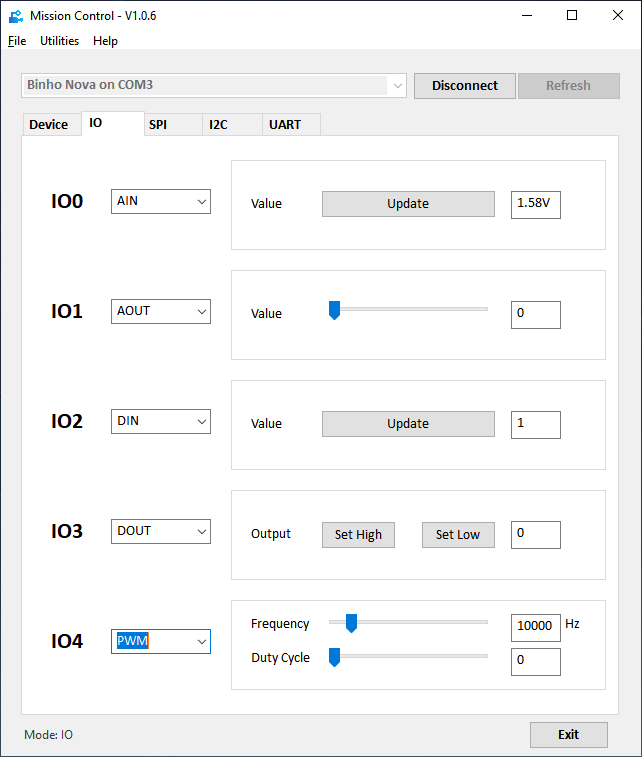 Mission Control - V1.0.6
File Utilities Help
Binho Nova on COM3 Disconnect Refresh
Device IO SPI I2C UART
IO0 AIN Value Update 1.58V
IO1 AOUT Value 0
IO2 DIN Value Update 1
IO3 DOUT Output Set High Set Low 0
IO4 PWM Frequency 10000 Hz
Duty Cycle 0
Mode: IO Exit